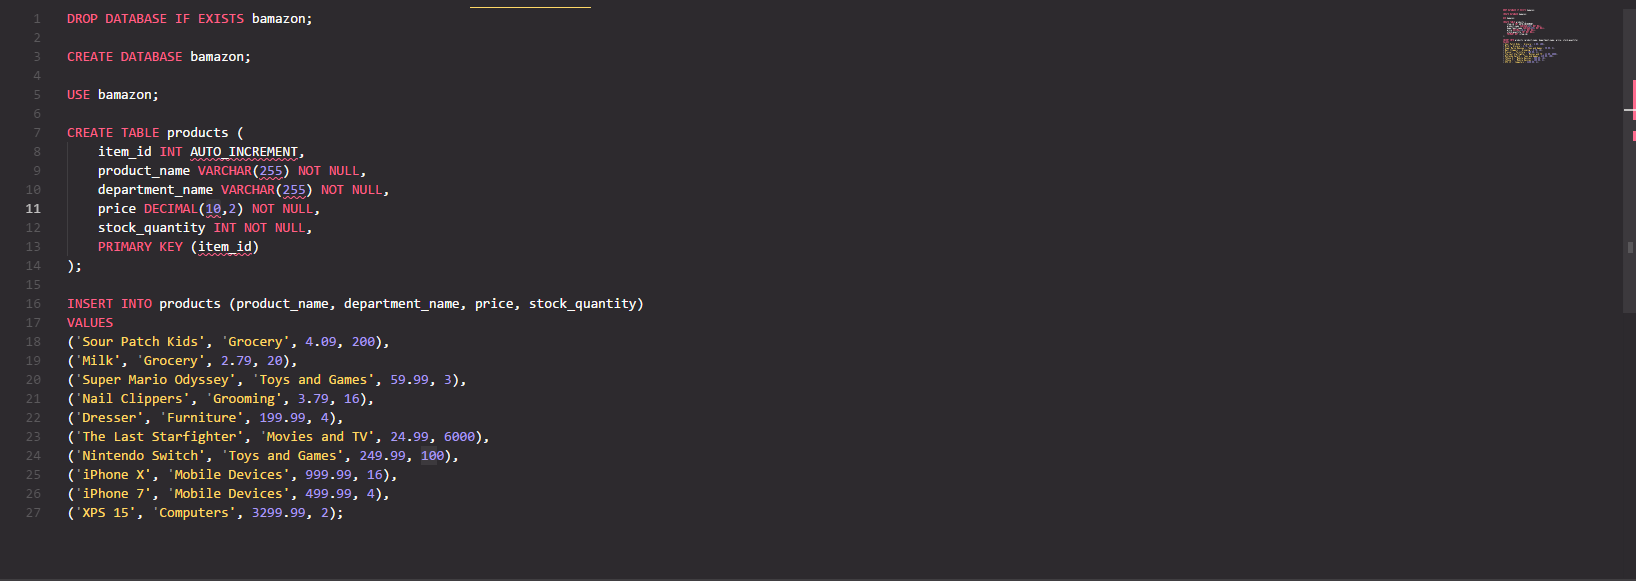 1 DROP DATABASE IF EXISTS bamazon;
2
3 CREATE DATABASE bamazon;
4
5 USE bamazon;
6
7 CREATE TABLE products (
8 item_id INT AUTO_INCREMENT,
9 product_name VARCHAR(255) NOT NULL,
10 department_name VARCHAR(255) NOT NULL,
11 price DECIMAL(10,2) NOT NULL,
12 stock_quantity INT NOT NULL,
13 PRIMARY KEY (item_id)
14 );
15
16 INSERT INTO products (product_name, department_name, price, stock_quantity)
17 VALUES
18 ('Sour Patch Kids', 'Grocery', 4.09, 200),
19 ('Milk', 'Grocery', 2.79, 20),
20 ('Super Mario Odyssey', 'Toys and Games', 59.99, 3),
21 ('Nail Clippers', 'Grooming', 3.79, 16),
22 ('Dresser', 'Furniture', 199.99, 4),
23 ('The Last Starfighter', 'Movies and TV', 24.99, 6000),
24 ('Nintendo Switch', 'Toys and Games', 249.99, 100),
25 ('iPhone X', 'Mobile Devices', 999.99, 16),
26 ('iPhone 7', 'Mobile Devices', 499.99, 4),
27 ('XPS 15', 'Computers', 3299.99, 2);